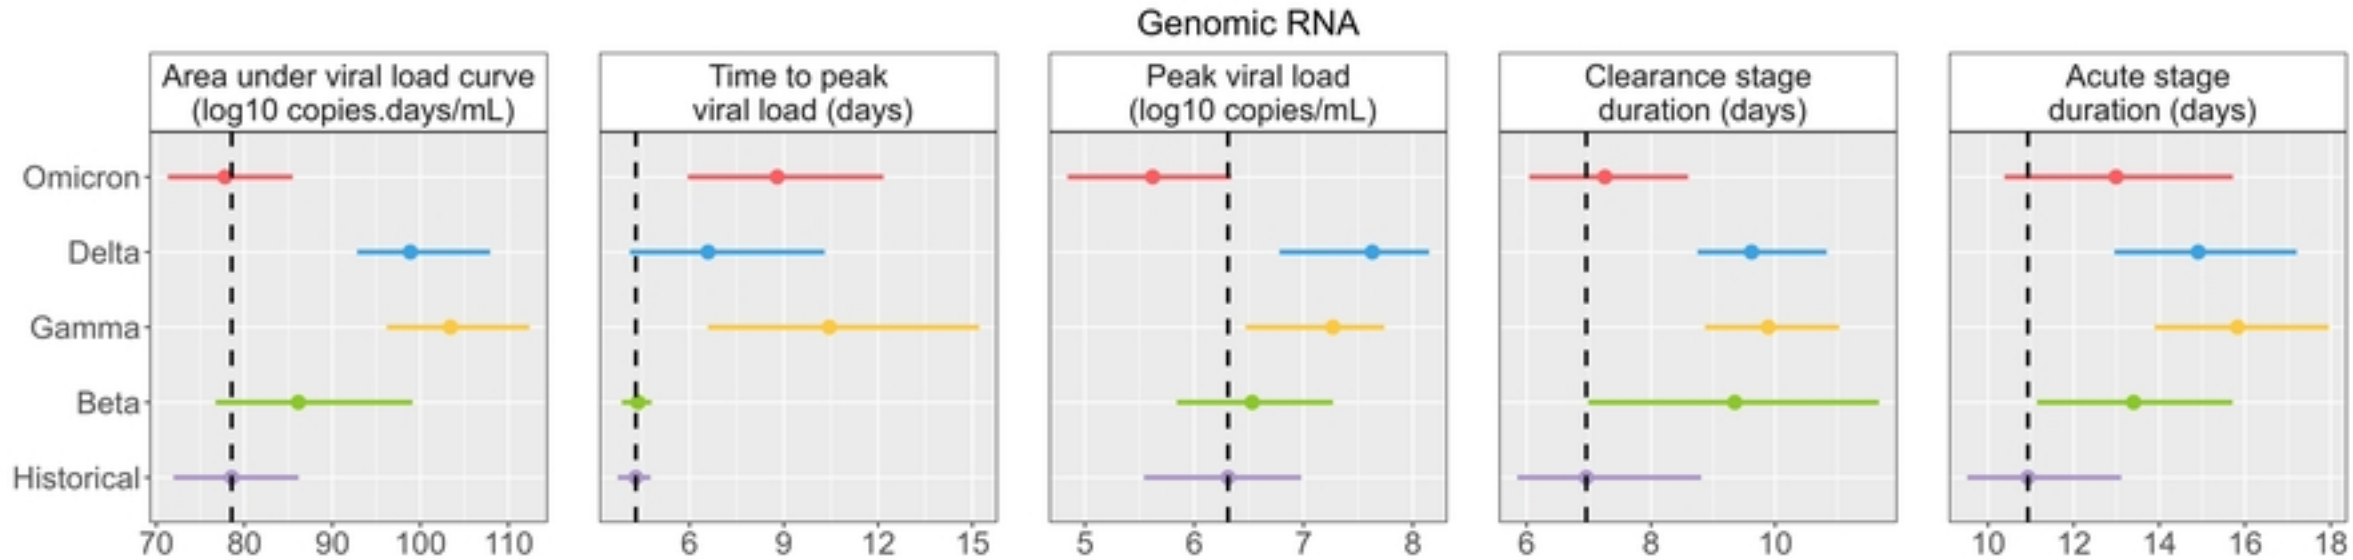 Genomic RNA
Area under viral load curve
(log10 copies.days/mL)
Time to peak
viral load (days)
Peak viral load
(log10 copies/mL)
Clearance stage
duration (days)
Acute stage
duration (days)
Omicron
Delta
Gamma
Beta
Historical
70 80 90 100 110
6 9 12 15
5 6 7 8
6 8 10
10 12 14 16 18